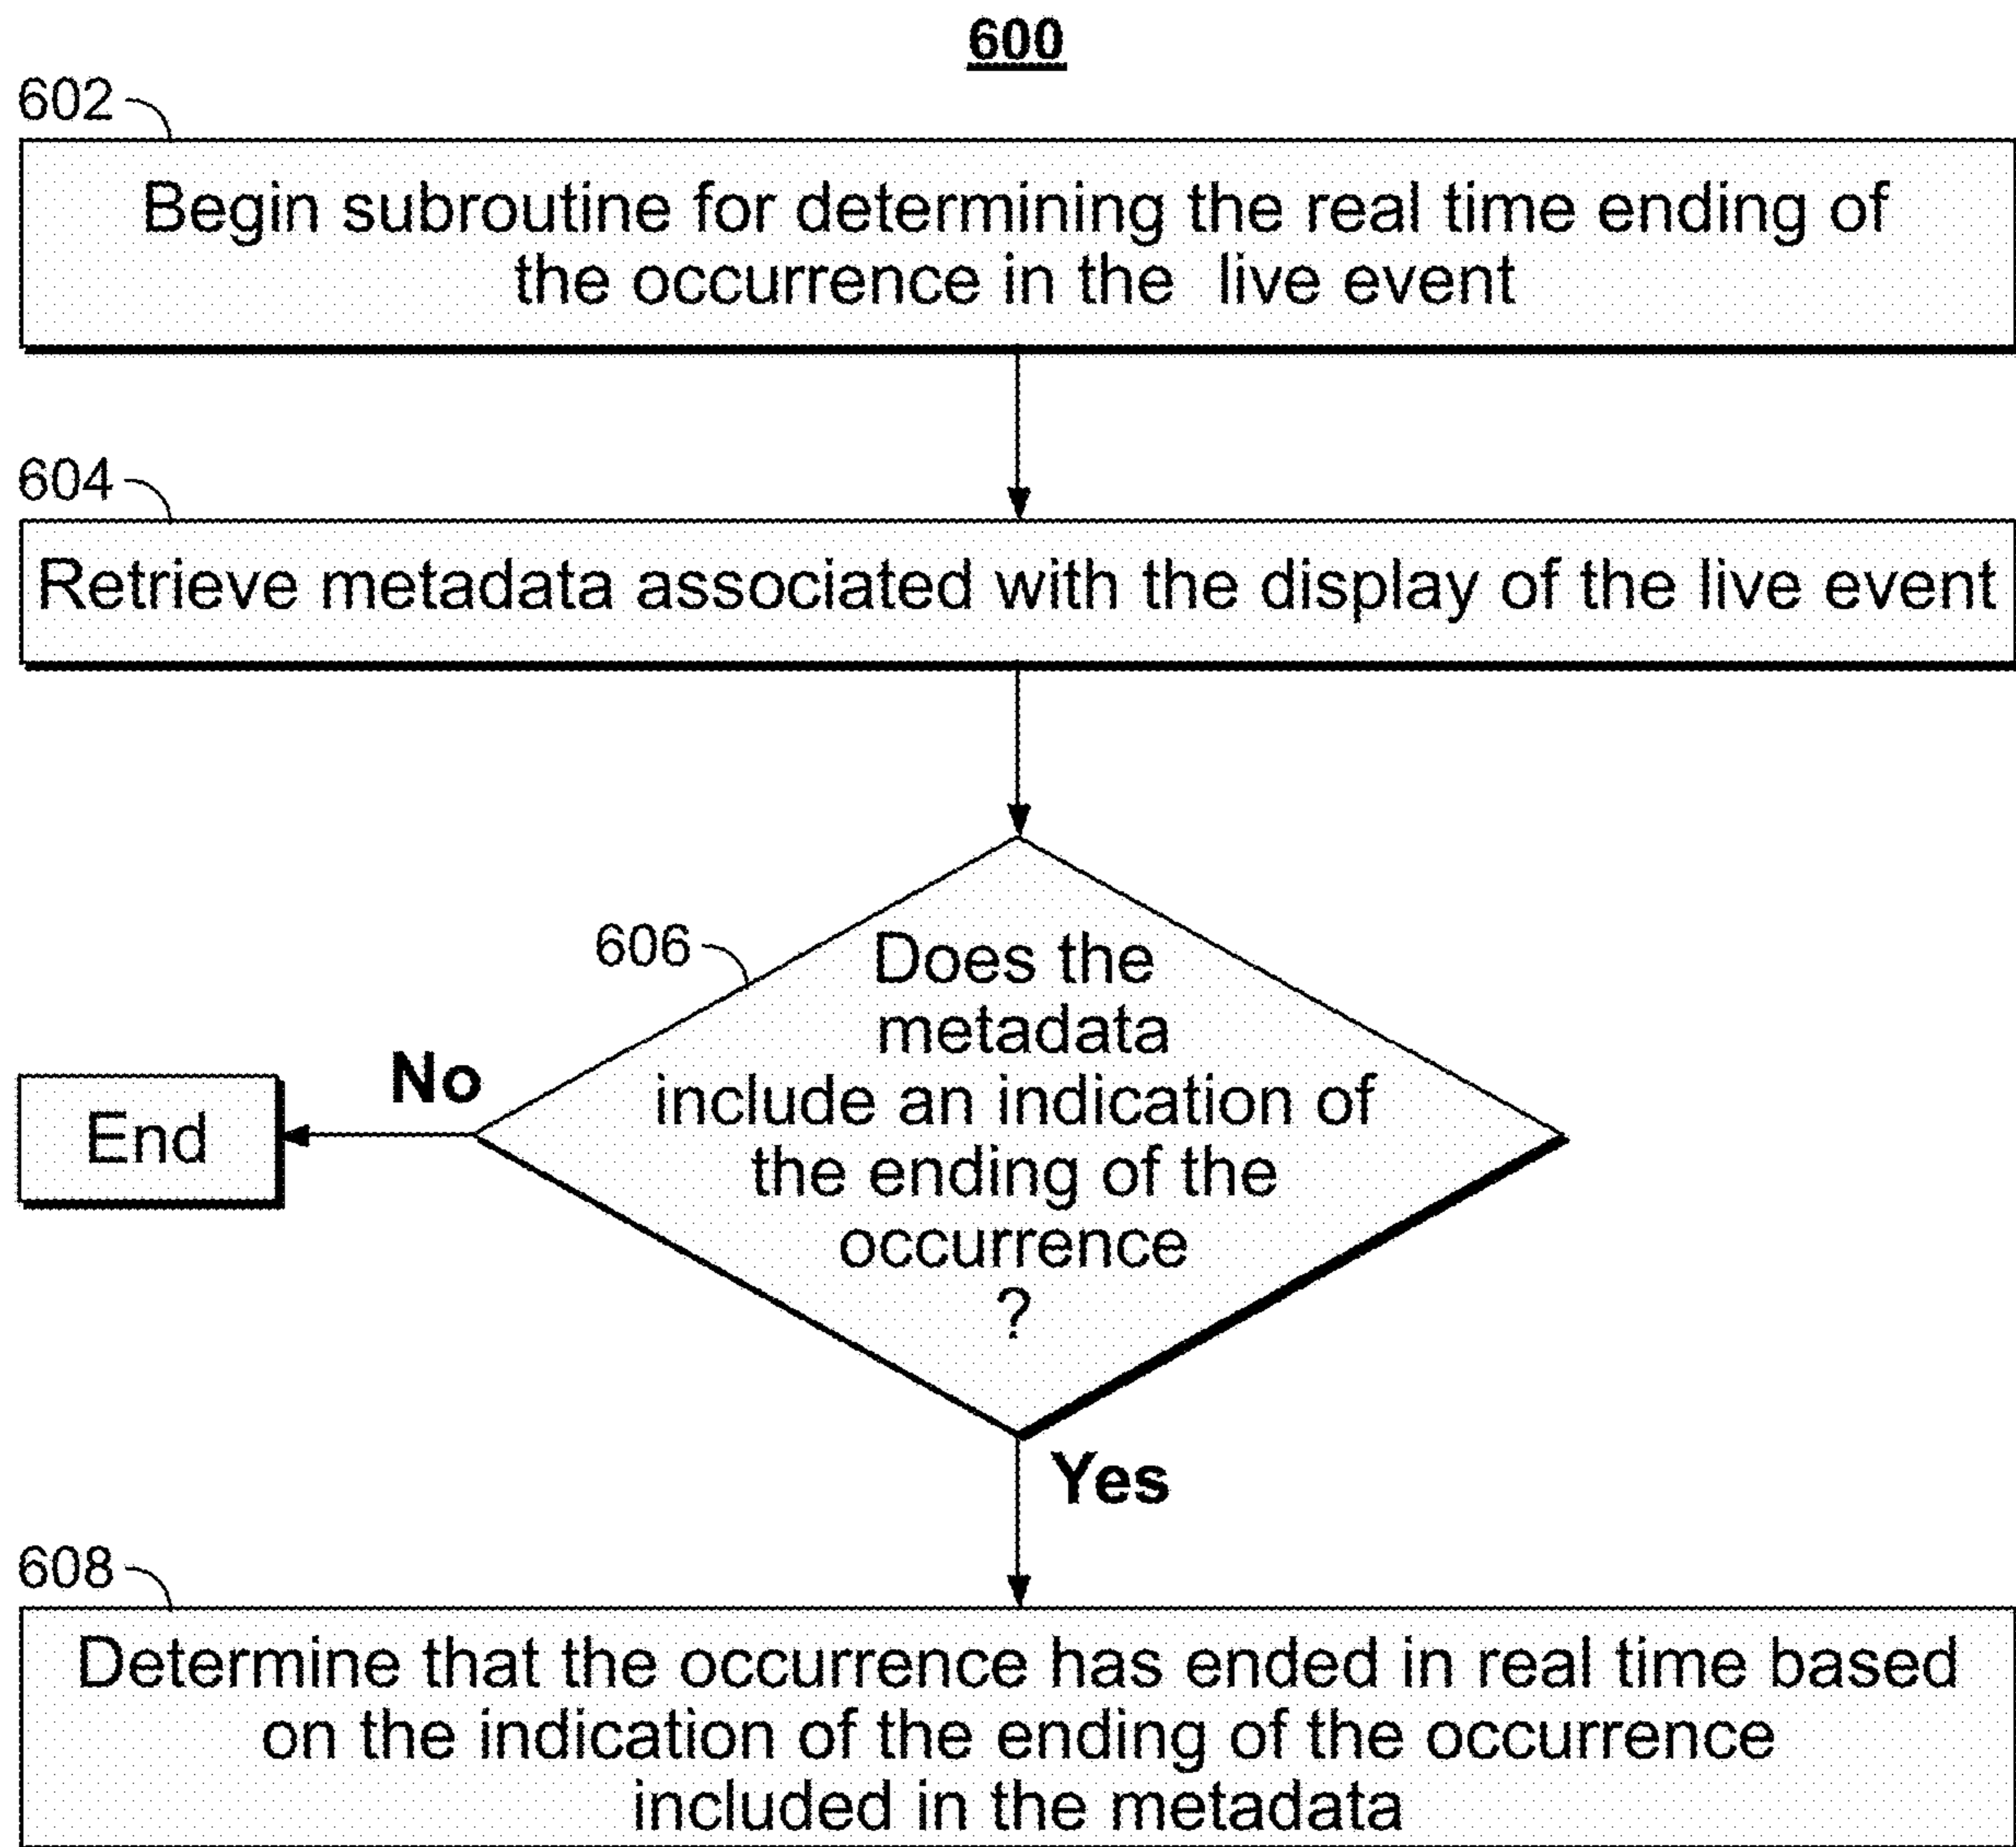 600
602
Begin subroutine for determining the real time ending of
the occurrence in the live event
604
Retrieve metadata associated with the display of the live event
606
Does the
metadata
include an indication of
the ending of the
occurrence
?
No
End
Yes
608
Determine that the occurrence has ended in real time based
on the indication of the ending of the occurrence
included in the metadata